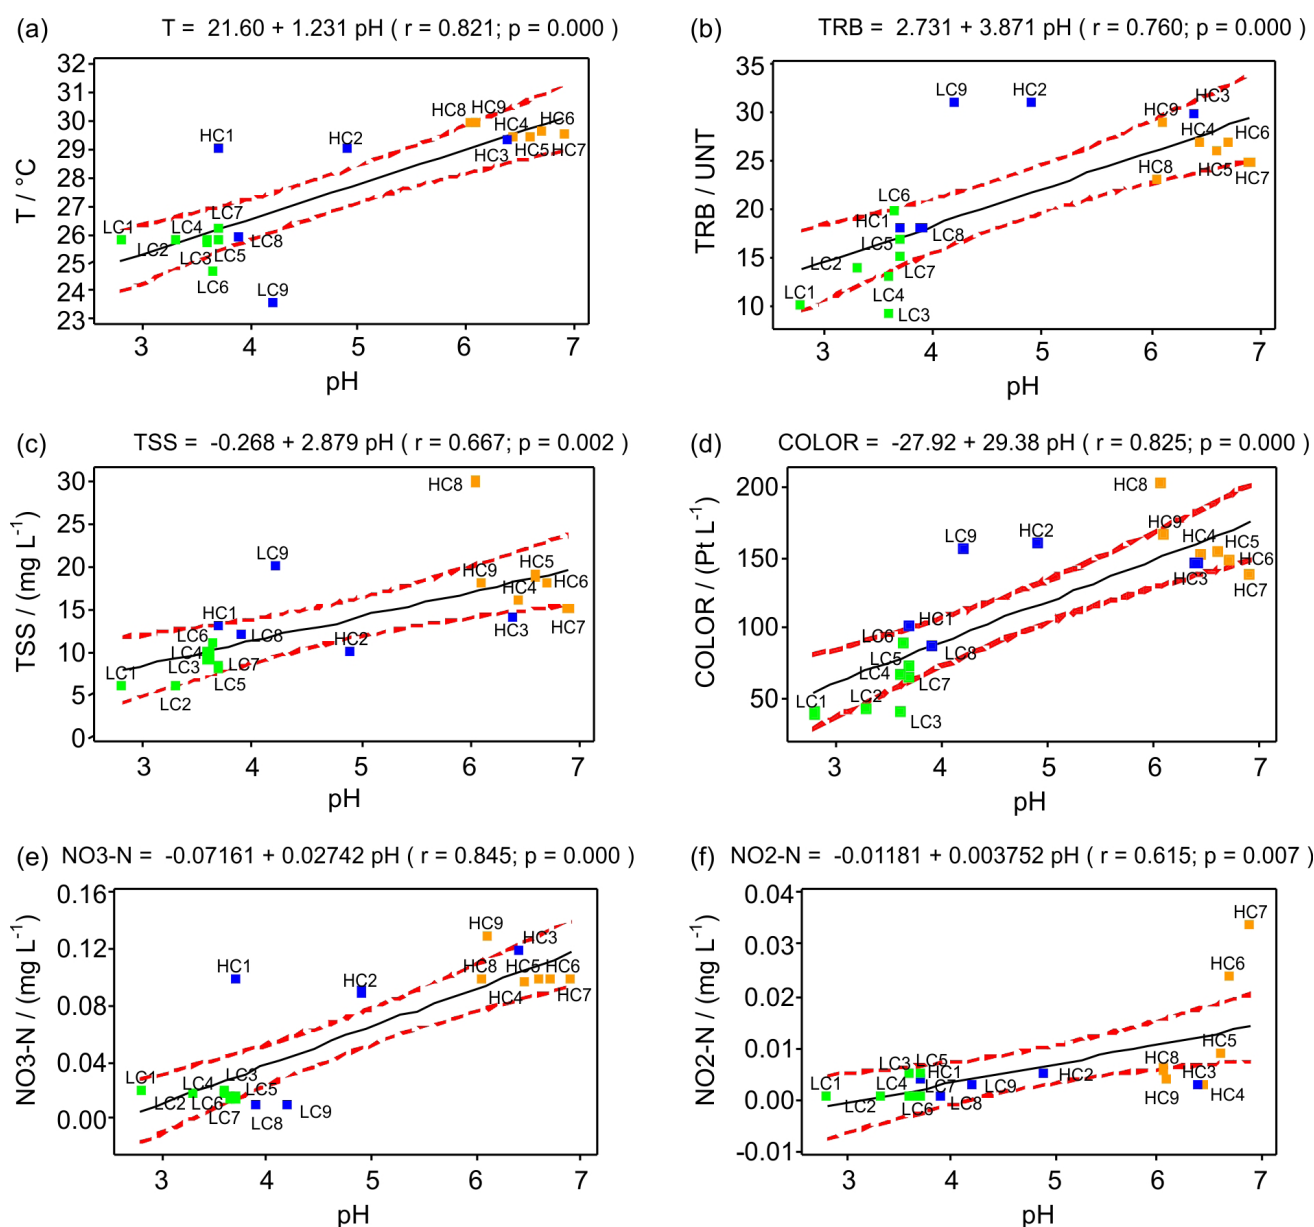 (a) T = 21.60 + 1.231 pH ( r = 0.821; p = 0.000 )
32
31
30
29
28
27
26
25
24
23
T / °C
HC8 HC9
HC4 HC6
HC1 HC2
HC3 HC5 HC7
LC1 LC4 LC7
LC2 LC3 LC5 LC8
LC6 LC9
3 4 5 6 7
pH
(b) TRB = 2.731 + 3.871 pH ( r = 0.760; p = 0.000 )
35
30
25
20
15
10
TRB / UNT
LC9 HC2 HC3
HC9
HC4 HC6
HC8 HC5 HC7
LC6
HC1 LC8
LC5
LC2 LC7
LC1 LC4
LC3
3 4 5 6 7
pH
(c) TSS = -0.268 + 2.879 pH ( r = 0.667; p = 0.002 )
30
25
20
15
10
5
0
TSS / (mg L-1)
HC8
LC9 HC5
HC9 HC6
HC4
HC1 HC3 HC7
LC6 LC8 HC2
LC4
LC3 LC7
LC1 LC5
LC2
3 4 5 6 7
pH
(d) COLOR = -27.92 + 29.38 pH ( r = 0.825; p = 0.000 )
200
150
100
50
COLOR / (Pt L-1)
HC8
LC9 HC2 HC9 HC4 HC5
HC6
HC3 HC7
LC6 HC1
LC5 LC8
LC4 LC7
LC1 LC2
LC3
3 4 5 6 7
pH
(e) NO3-N = -0.07161 + 0.02742 pH ( r = 0.845; p = 0.000 )
0.16
0.12
0.08
0.04
0.00
NO3-N / (mg L-1)
HC9 HC3
HC1 HC2 HC8 HC5 HC6
HC4 HC7
LC1 LC4 LC3
LC2 LC6 LC5
LC7 LC8 LC9
3 4 5 6 7
pH
(f) NO2-N = -0.01181 + 0.003752 pH ( r = 0.615; p = 0.007 )
0.04
0.03
0.02
0.01
0.00
-0.01
NO2-N / (mg L-1)
HC7
HC6
HC5
LC3 LC5 HC8
LC1 LC4 HC1 HC2 HC3
LC7 LC9
LC2 LC6 LC8 HC9 HC4
3 4 5 6 7
pH